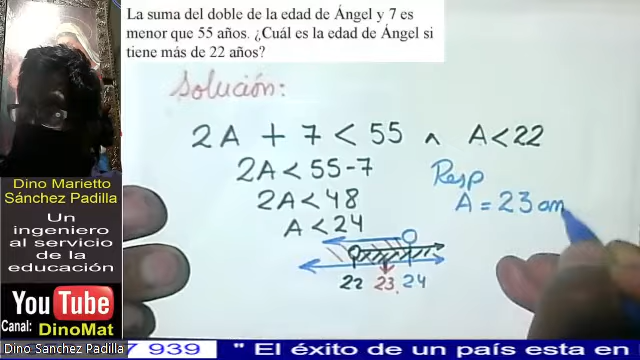 La suma del doble de la edad de Ángel y 7 es
menor que 55 años. ¿Cuál es la edad de Ángel si
tiene más de 22 años?
Solución:
2A + 7 < 55 ∧ A < 22
2A < 55-7
2A < 48
A < 24
Resp
A = 23 añ
22 23 24
Dino Marietto
Sánchez Padilla
Un
ingeniero
al servicio
de la
educación
You Tube
Canal: DinoMat
Dino Sanchez Padilla
7 939 " El éxito de un país esta en